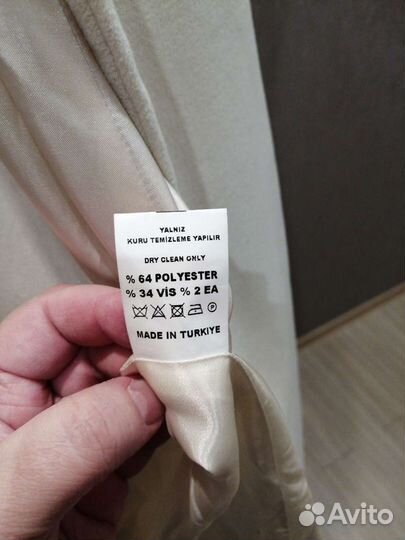 YALNIZ
KURU TEMİZLEME YAPILIR
DRY CLEAN ONLY
% 64 POLYESTER
% 34 VİS % 2 EA
P
MADE IN TURKIYE
Avito